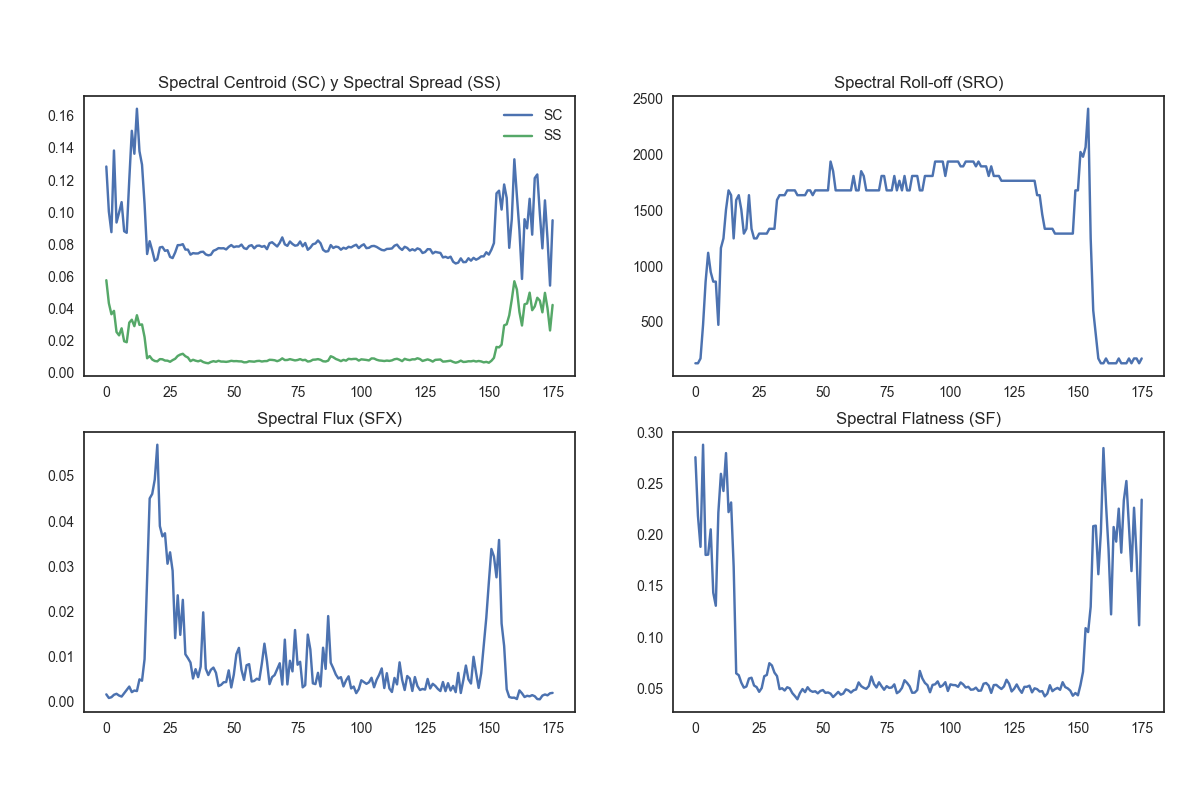 Spectral Centroid (SC) y Spectral Spread (SS)
0.16
0.14
0.12
0.10
0.08
0.06
0.04
0.02
0.00
SC
SS
0 25 50 75 100 125 150 175
Spectral Roll-off (SRO)
2500
2000
1500
1000
500
0 25 50 75 100 125 150 175
Spectral Flux (SFX)
0.05
0.04
0.03
0.02
0.01
0.00
0 25 50 75 100 125 150 175
Spectral Flatness (SF)
0.30
0.25
0.20
0.15
0.10
0.05
0 25 50 75 100 125 150 175